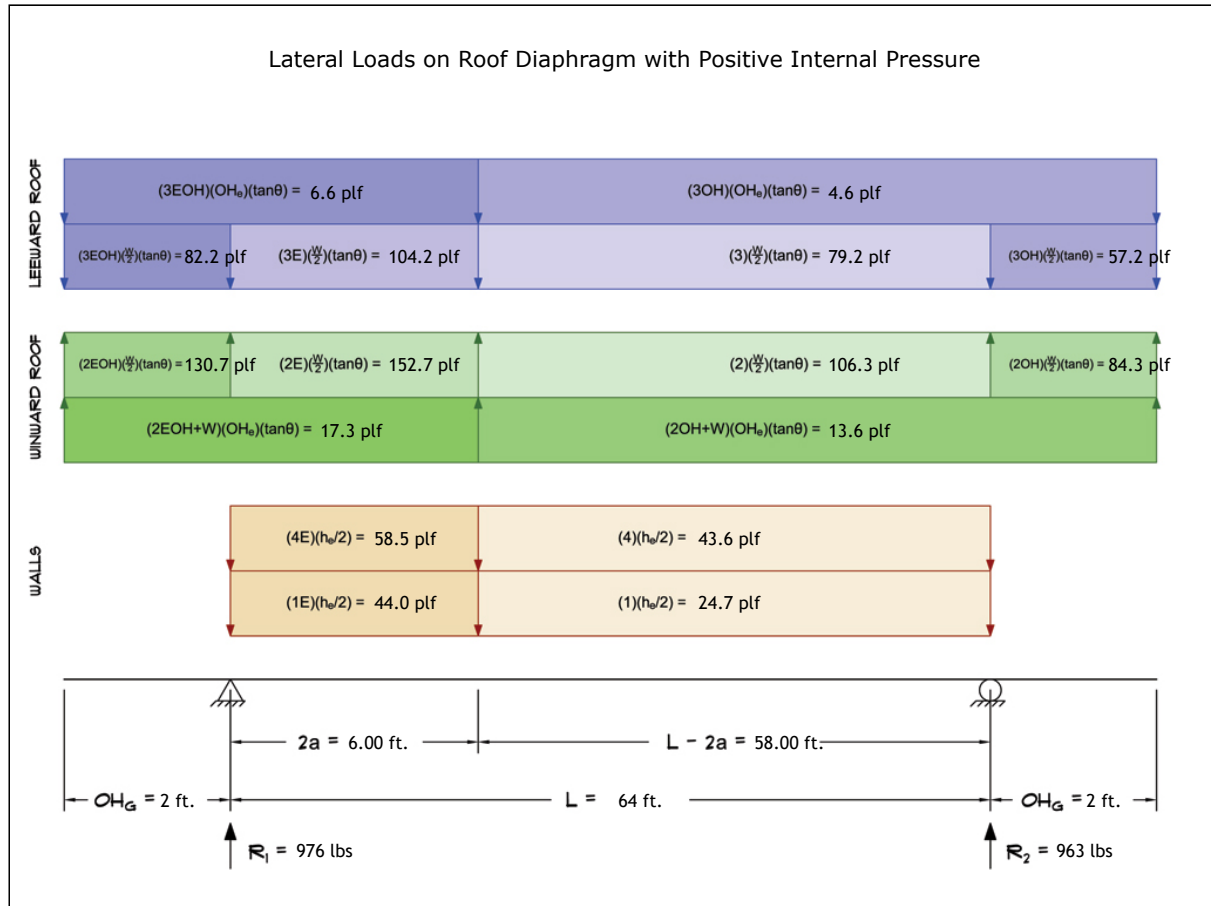 Lateral Loads on Roof Diaphragm with Positive Internal Pressure
LEEWARD ROOF
(3EOH)(OHₑ)(tanθ) = 6.6 plf
(3OH)(OHₑ)(tanθ) = 4.6 plf
(3EOH)(W/2)(tanθ) = 82.2 plf
(3E)(W/2)(tanθ) = 104.2 plf
(3)(W/2)(tanθ) = 79.2 plf
(3OH)(W/2)(tanθ) = 57.2 plf
WINWARD ROOF
(2EOH)(W/2)(tanθ) = 130.7 plf
(2E)(W/2)(tanθ) = 152.7 plf
(2)(W/2)(tanθ) = 106.3 plf
(2OH)(W/2)(tanθ) = 84.3 plf
(2EOH+W)(OHₑ)(tanθ) = 17.3 plf
(2OH+W)(OHₑ)(tanθ) = 13.6 plf
WALLS
(4E)(hₑ/2) = 58.5 plf
(4)(hₑ/2) = 43.6 plf
(1E)(hₑ/2) = 44.0 plf
(1)(hₑ/2) = 24.7 plf
2a = 6.00 ft.
L - 2a = 58.00 ft.
OH_G = 2 ft.
L = 64 ft.
OH_G = 2 ft.
R₁ = 976 lbs
R₂ = 963 lbs